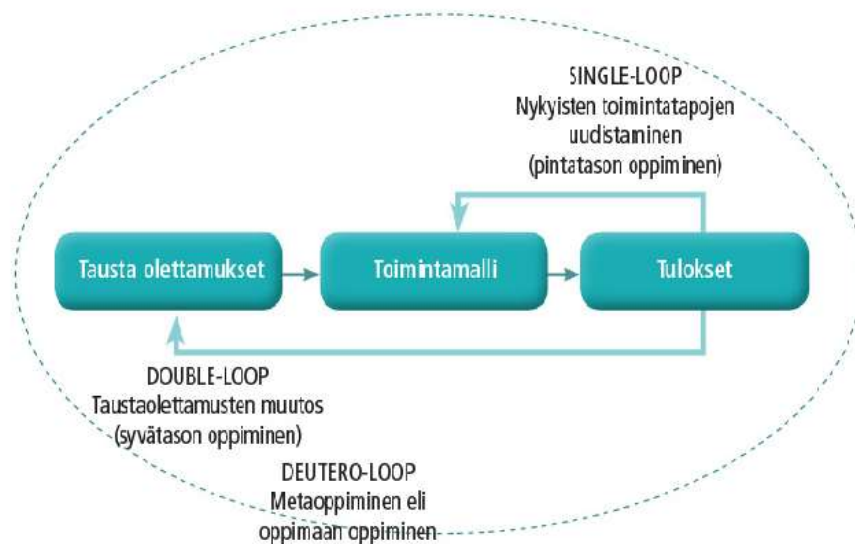 SINGLE-LOOP
Nykyisten toimintatapojen
uudistaminen
(pintatason oppiminen)
Tausta olettamukset
Toimintamalli
Tulokset
DOUBLE-LOOP
Taustaolettamusten muutos
(syvätason oppiminen)
DEUTERO-LOOP
Metaoppiminen eli
oppimaan oppiminen